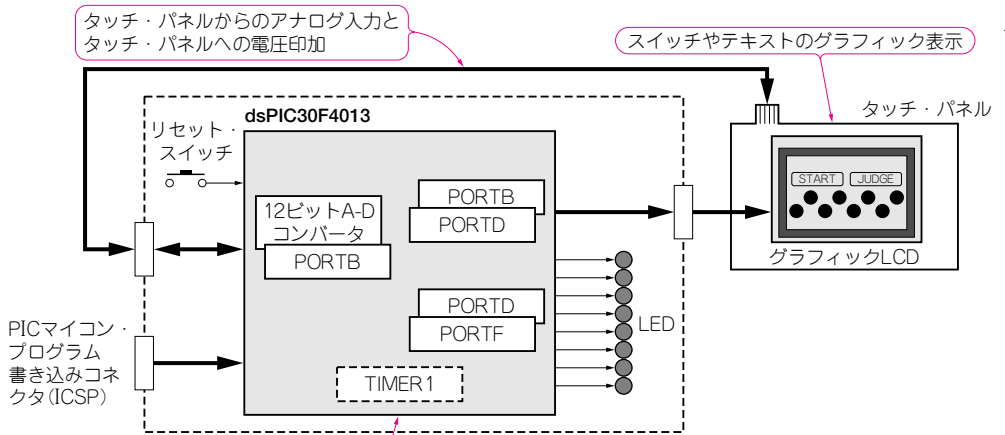 タッチ・パネルからのアナログ入力と
タッチ・パネルへの電圧印加
スイッチやテキストのグラフィック表示
dsPIC30F4013
リセット・
スイッチ
タッチ・パネル
START
JUDGE
グラフィックLCD
12ビットA-D
コンバータ
PORTB
PORTB
PORTD
PORTD
PORTF
LED
TIMER1
PICマイコン・
プログラム
書き込みコネ
クタ(ICSP)